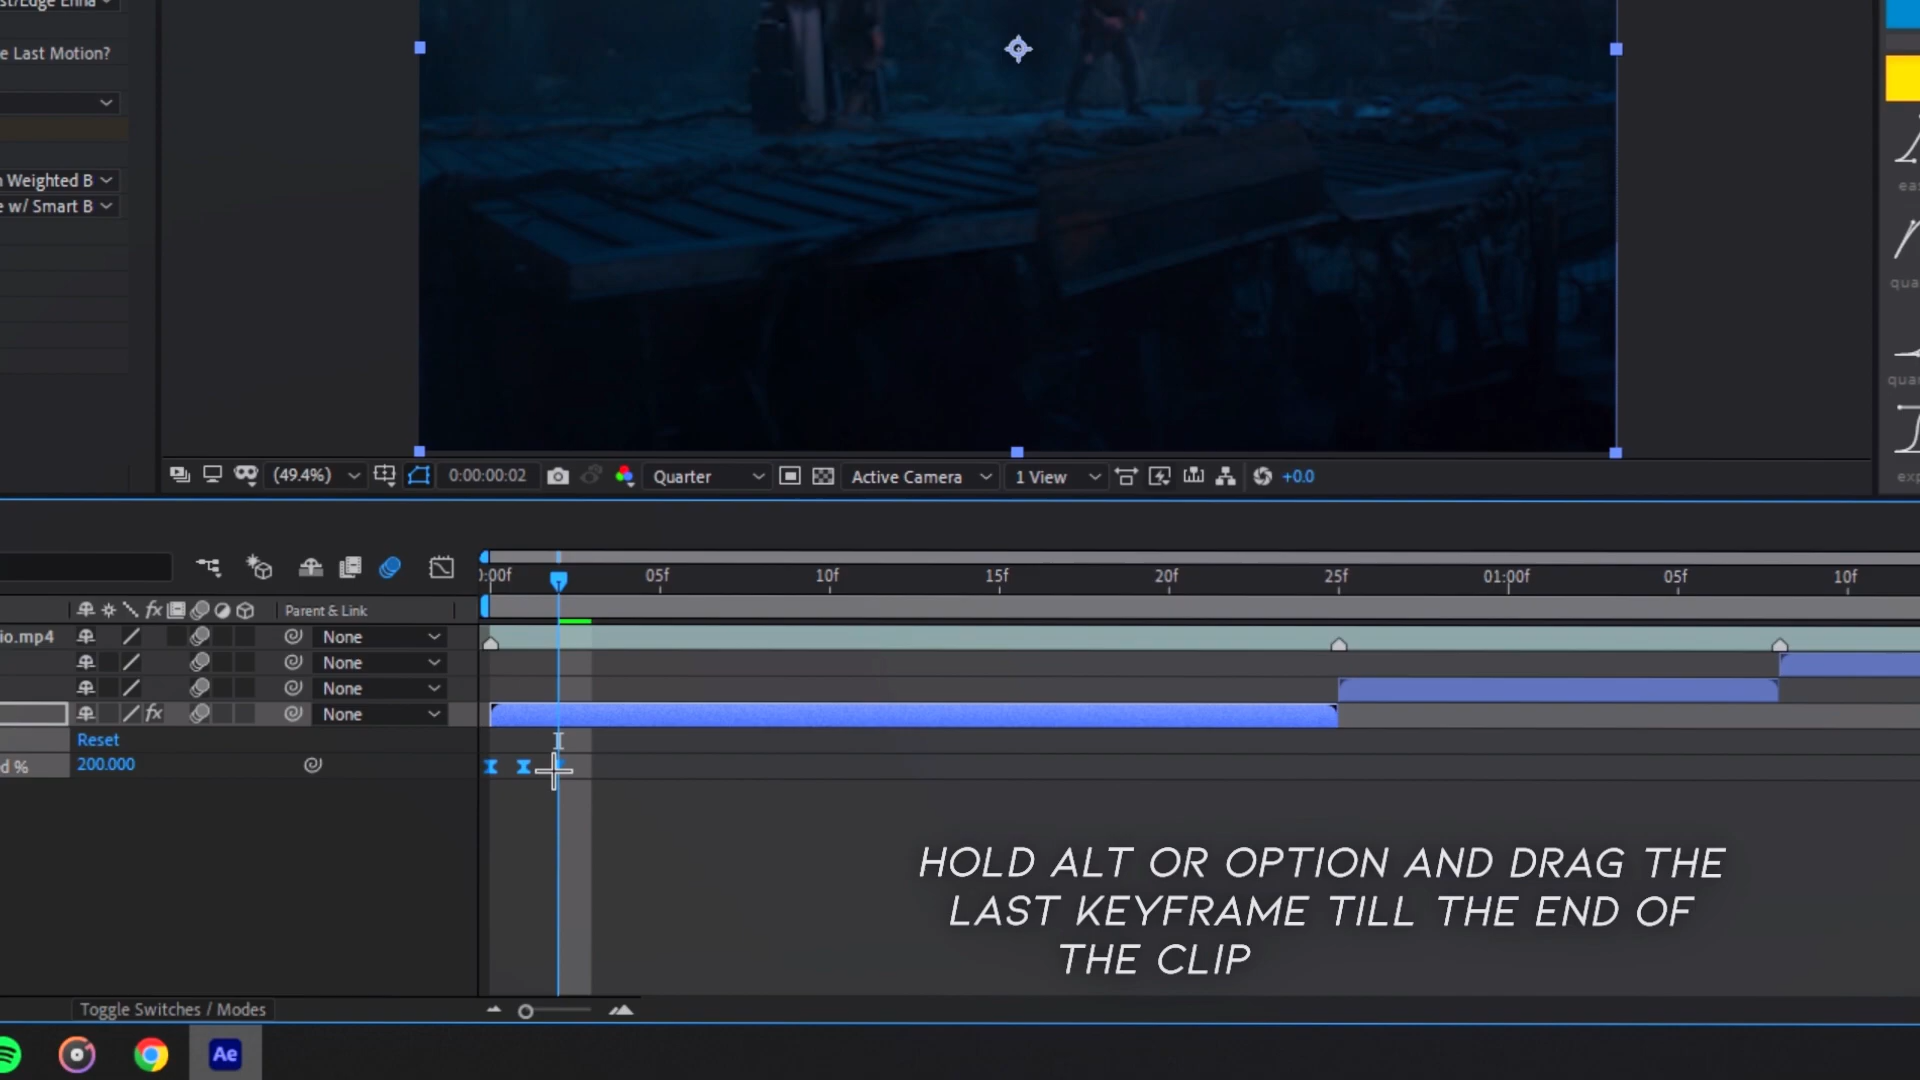 e Last Motion?
Weighted B
e w/ Smart B
(49.4%)
0:00:00:02
Quarter
Active Camera
1 View
+0.0
0:00f 05f 10f 15f 20f 25f 01:00f 05f 10f
fx
Parent & Link
io.mp4
None
None
None
fx
None
Reset
d %
200.000
HOLD ALT OR OPTION AND DRAG THE
LAST KEYFRAME TILL THE END OF
THE CLIP
Toggle Switches / Modes
Ae